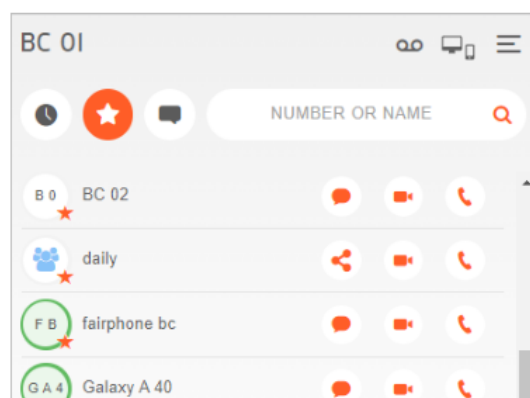 BC 01
NUMBER OR NAME
B 0 BC 02
daily
F B fairphone bc
G A 4 Galaxy A 40